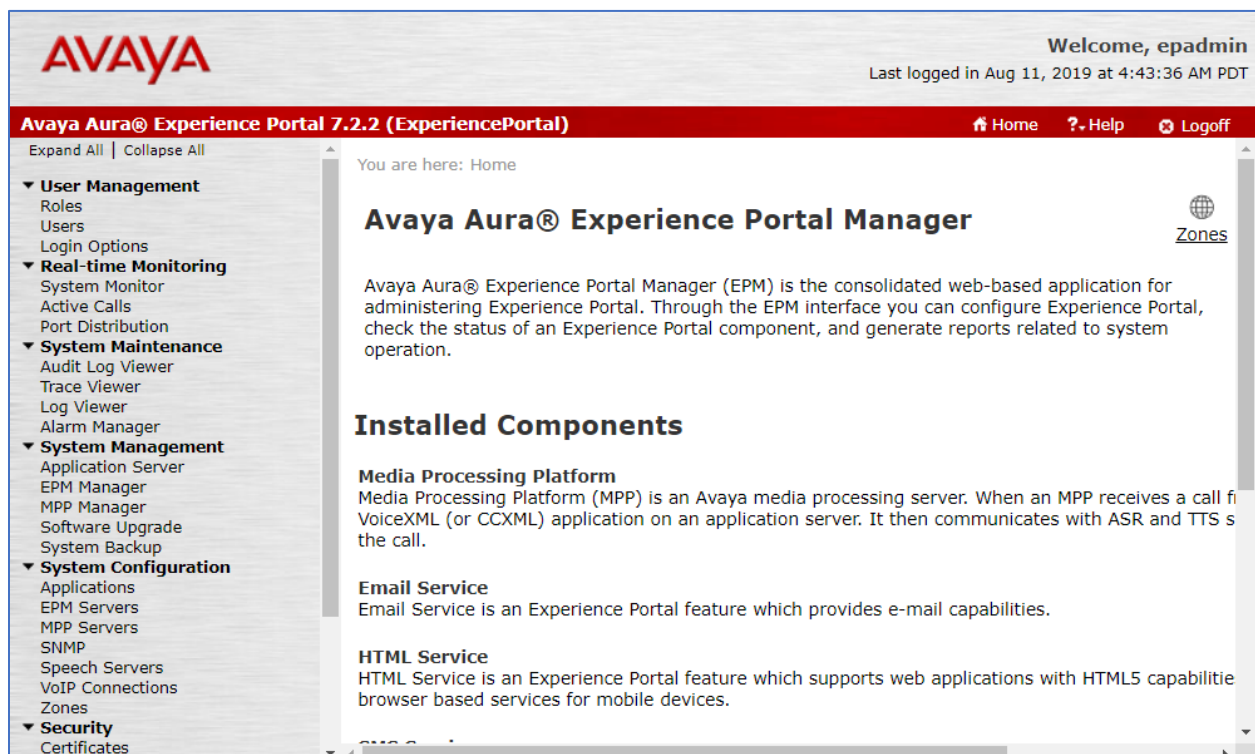 AVAYA
Welcome, epadmin
Last logged in Aug 11, 2019 at 4:43:36 AM PDT
Avaya Aura® Experience Portal 7.2.2 (ExperiencePortal)
Home ? Help Logoff
Expand All | Collapse All
User Management
Roles
Users
Login Options
Real-time Monitoring
System Monitor
Active Calls
Port Distribution
System Maintenance
Audit Log Viewer
Trace Viewer
Log Viewer
Alarm Manager
System Management
Application Server
EPM Manager
MPP Manager
Software Upgrade
System Backup
System Configuration
Applications
EPM Servers
MPP Servers
SNMP
Speech Servers
VoIP Connections
Zones
Security
Certificates
You are here: Home
Avaya Aura® Experience Portal Manager
Zones
Avaya Aura® Experience Portal Manager (EPM) is the consolidated web-based application for
administering Experience Portal. Through the EPM interface you can configure Experience Portal,
check the status of an Experience Portal component, and generate reports related to system
operation.
Installed Components
Media Processing Platform
Media Processing Platform (MPP) is an Avaya media processing server. When an MPP receives a call
VoiceXML (or CCXML) application on an application server. It then communicates with ASR and TTS
the call.
Email Service
Email Service is an Experience Portal feature which provides e-mail capabilities.
HTML Service
HTML Service is an Experience Portal feature which supports web applications with HTML5
browser based services for mobile devices.